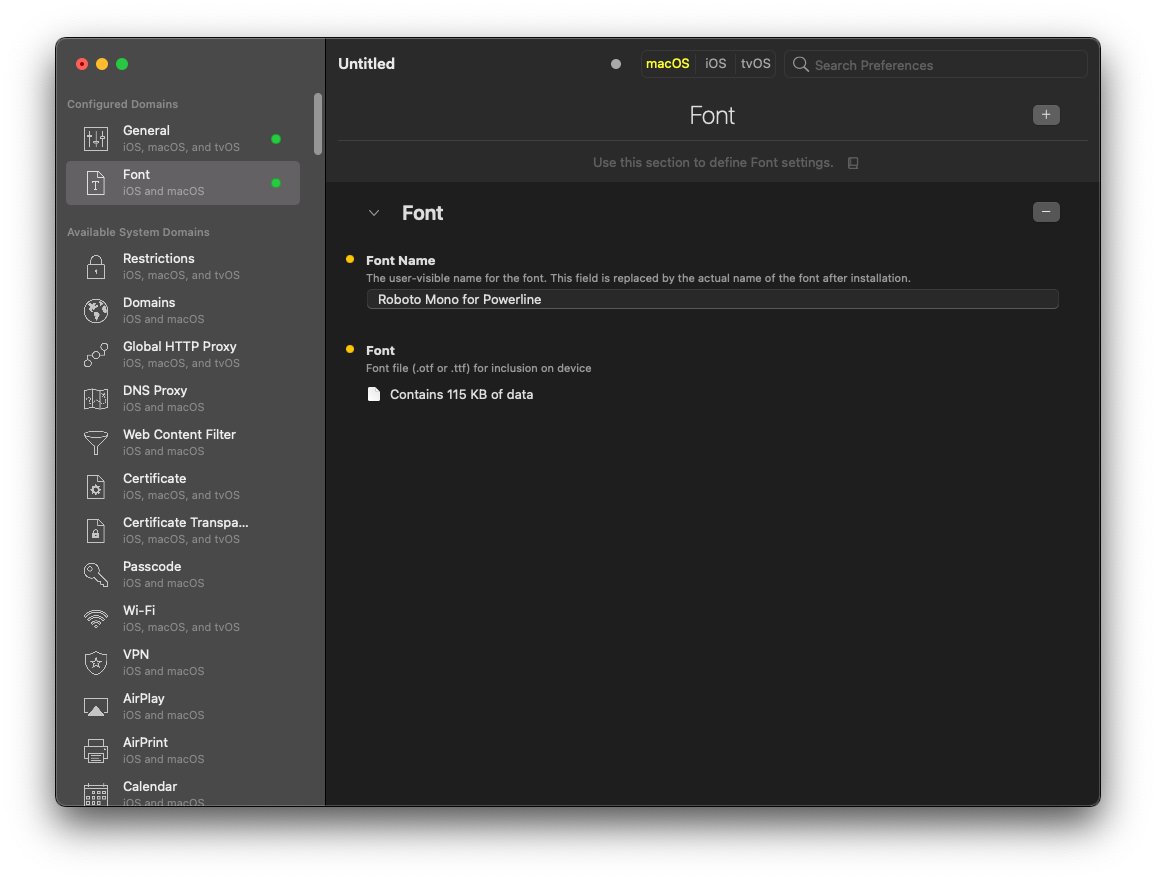 Untitled
macOS
iOS
tvOS
Search Preferences
Configured Domains
General
iOS, macOS, and tvOS
Font
iOS and macOS
Available System Domains
Restrictions
iOS, macOS, and tvOS
Domains
iOS and macOS
Global HTTP Proxy
iOS, macOS, and tvOS
DNS Proxy
iOS and macOS
Web Content Filter
iOS and macOS
Certificate
iOS, macOS, and tvOS
Certificate Transpa...
iOS, macOS, and tvOS
Passcode
iOS and macOS
Wi-Fi
iOS, macOS, and tvOS
VPN
iOS and macOS
AirPlay
iOS and macOS
AirPrint
iOS and macOS
Calendar
iOS and macOS
Font
Use this section to define Font settings.
Font
Font Name
The user-visible name for the font. This field is replaced by the actual name of the font after installation.
Roboto Mono for Powerline
Font
Font file (.otf or .ttf) for inclusion on device
Contains 115 KB of data